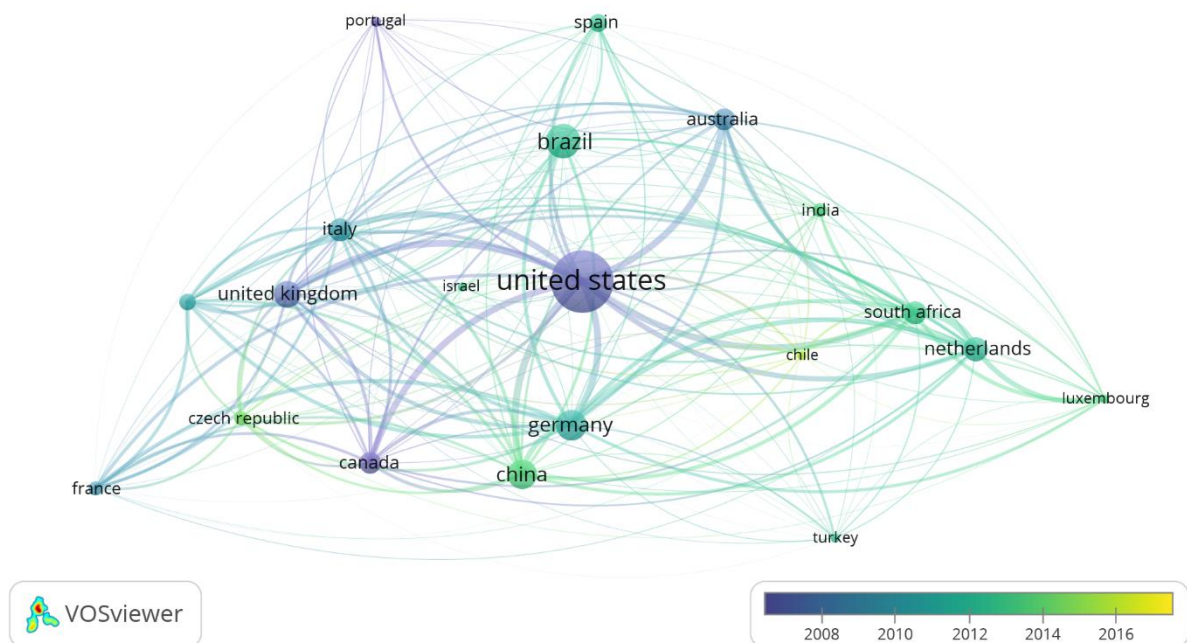 portugal
spain
australia
brazil
india
italy
united states
israel
united kingdom
south africa
netherlands
chile
luxembourg
czech republic
germany
canada
china
france
turkey
VOSviewer
2008 2010 2012 2014 2016